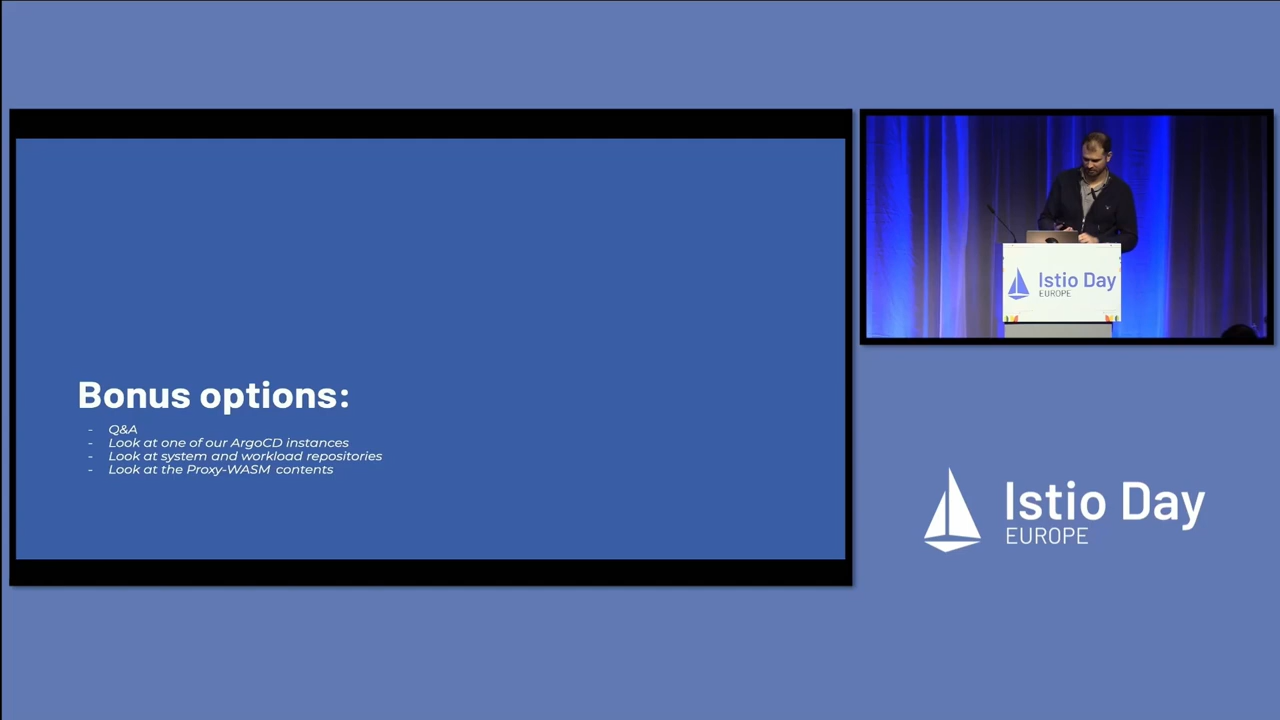 Bonus options:
- Q&A
- Look at one of our ArgoCD instances
- Look at system and workload repositories
- Look at the Proxy-WASM contents
Istio Day
EUROPE
Istio Day
EUROPE